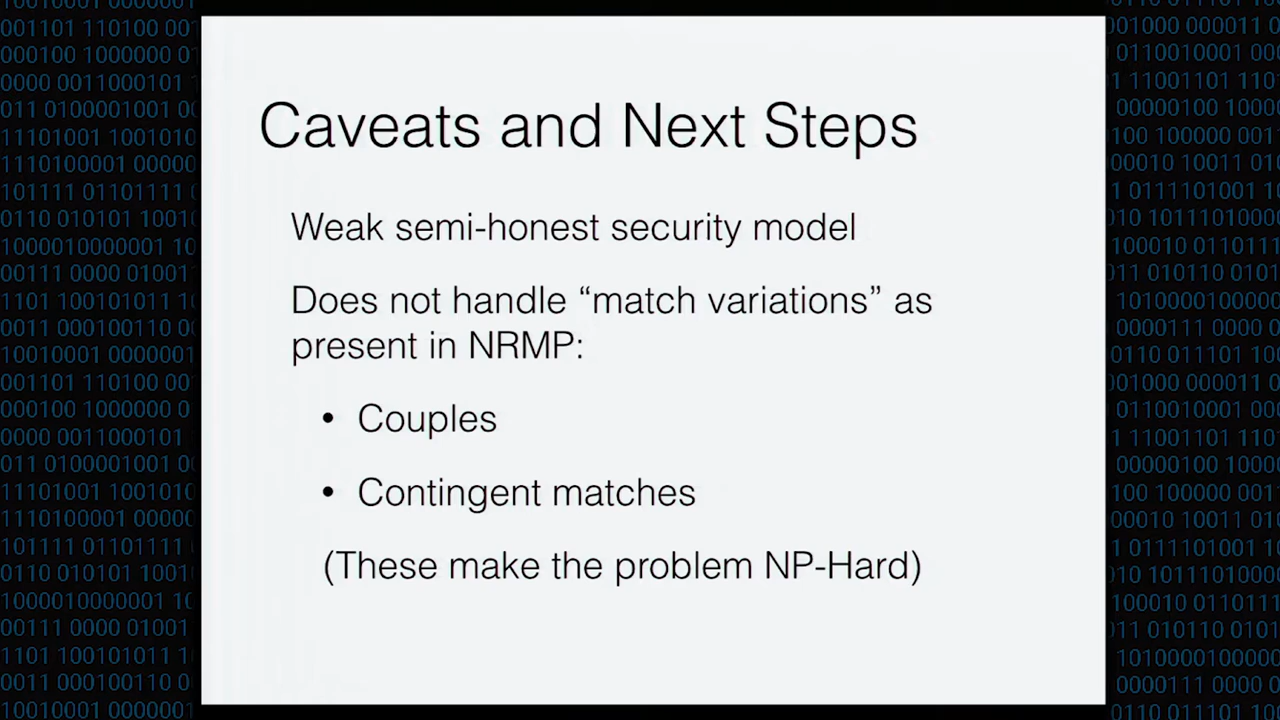 Caveats and Next Steps
Weak semi-honest security model
Does not handle “match variations” as
present in NRMP:
• Couples
• Contingent matches
(These make the problem NP-Hard)